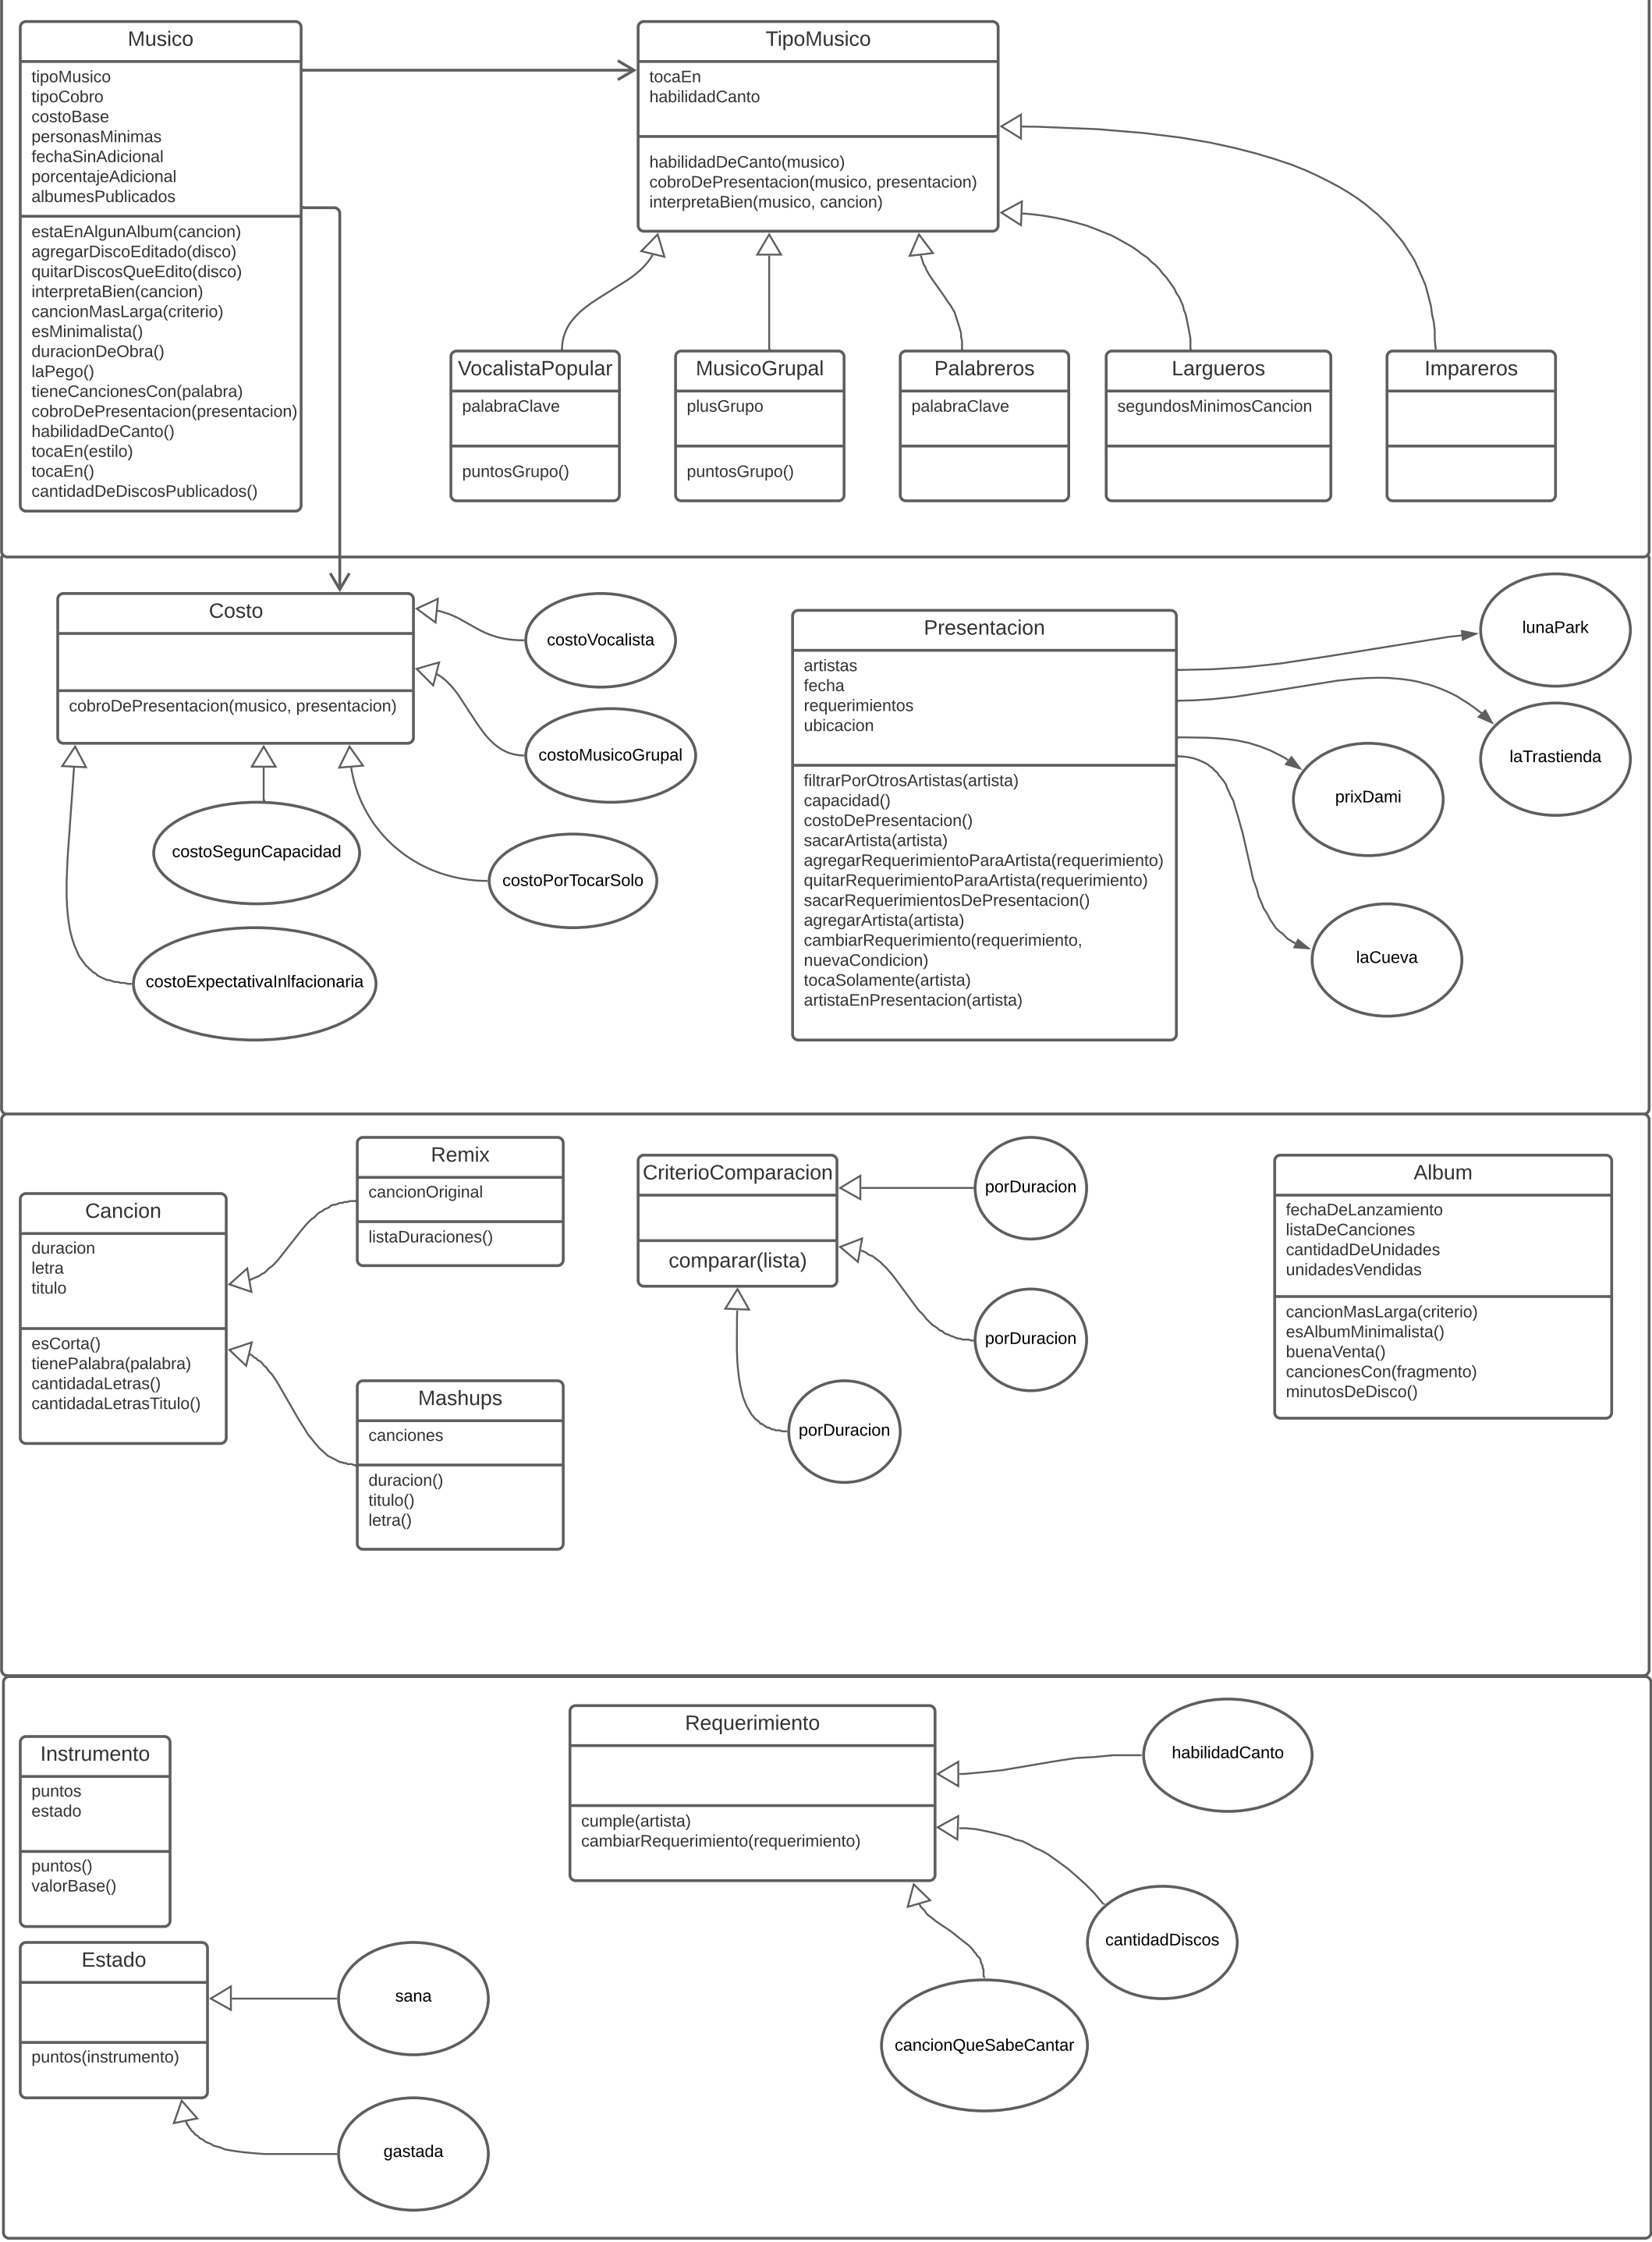 Musico
tipoMusico
tipoCobro
costoBase
personasMinimas
fechaSinAdicional
porcentajeAdicional
albumesPublicados
estaEnAlgunAlbum(cancion)
agregarDiscoEditado(disco)
quitarDiscosQueEdito(disco)
interpretaBien(cancion)
cancionMasLarga(criterio)
esMinimalista()
duracionDeObra()
laPego()
tieneCancionesCon(palabra)
cobroDePresentacion(presentacion)
habilidadDeCanto()
tocaEn(estilo)
tocaEn()
cantidadDeDiscosPublicados()
TipoMusico
tocaEn
habilidadCanto
habilidadDeCanto(musico)
cobroDePresentacion(musico, presentacion)
interpretaBien(musico, cancion)
VocalistaPopular
palabraClave
puntosGrupo()
MusicoGrupal
plusGrupo
puntosGrupo()
Palabreros
palabraClave
Largueros
segundosMinimosCancion
Impareros
Costo
cobroDePresentacion(musico, presentacion)
costoVocalista
costoMusicoGrupal
costoSegunCapacidad
costoPorTocarSolo
costoExpectativaInlfacionaria
Presentacion
artistas
fecha
requerimientos
ubicacion
filtrarPorOtrosArtistas(artista)
capacidad()
costoDePresentacion()
sacarArtista(artista)
agregarRequerimientoParaArtista(requerimiento)
quitarRequerimientoParaArtista(requerimiento)
sacarRequerimientosDePresentacion()
agregarArtista(artista)
cambiarRequerimiento(requerimiento,
nuevaCondicion)
tocaSolamente(artista)
artistaEnPresentacion(artista)
lunaPark
laTrastienda
prixDami
laCueva
Cancion
duracion
letra
titulo
esCorta()
tienePalabra(palabra)
cantidadaLetras()
cantidadaLetrasTitulo()
Remix
cancionOriginal
listaDuraciones()
Mashups
canciones
duracion()
titulo()
letra()
CriterioComparacion
comparar(lista)
porDuracion
porDuracion
porDuracion
Album
fechaDeLanzamiento
listaDeCanciones
cantidadDeUnidades
unidadesVendidas
cancionMasLarga(criterio)
esAlbumMinimalista()
buenaVenta()
cancionesCon(fragmento)
minutosDeDisco()
Instrumento
puntos
estado
puntos()
valorBase()
Estado
puntos(instrumento)
sana
gastada
Requerimiento
cumple(artista)
cambiarRequerimiento(requerimiento)
habilidadCanto
cantidadDiscos
cancionQueSabeCantar